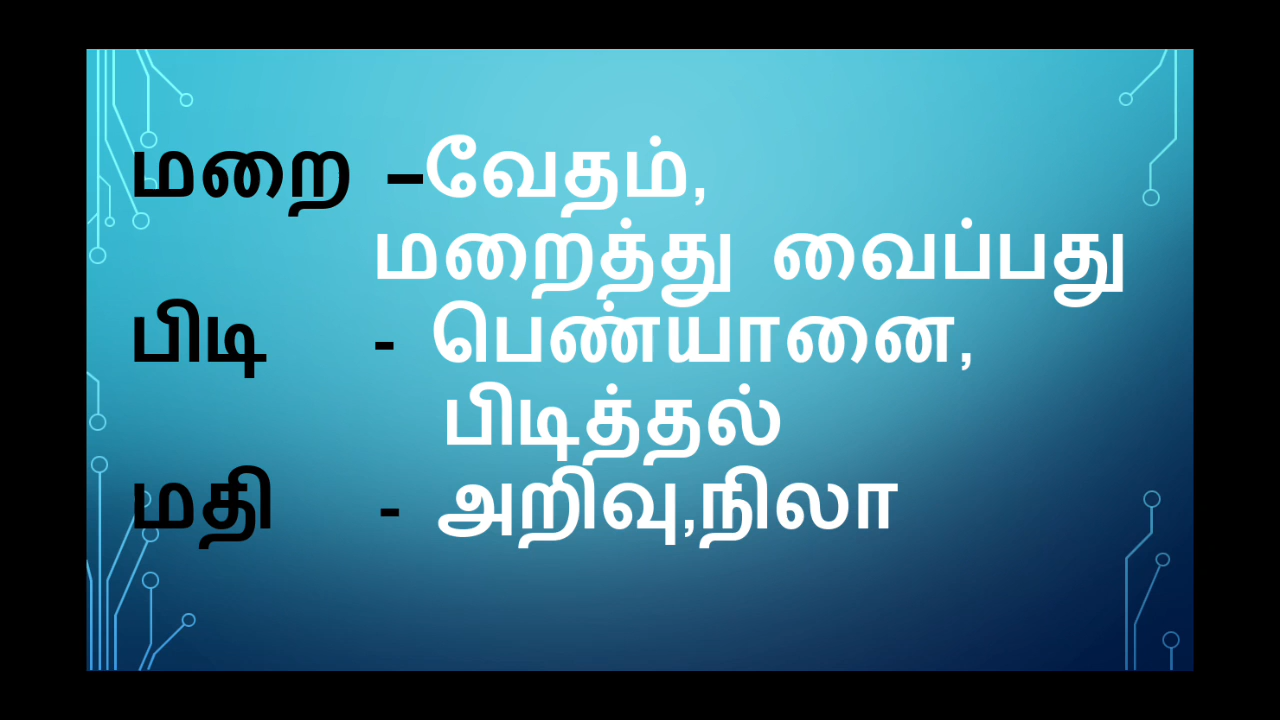 மறை –வேதம்,
மறைத்து வைப்பது
பிடி - பெண்யானை,
பிடித்தல்
மதி - அறிவு,நிலா